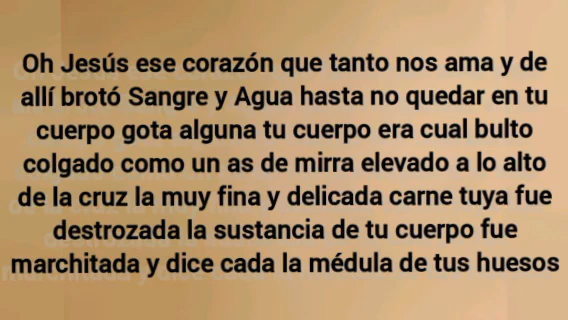 Oh Jesús ese corazón que tanto nos ama y de
allí brotó Sangre y Agua hasta no quedar en tu
cuerpo gota alguna tu cuerpo era cual bulto
colgado como un as de mirra elevado a lo alto
de la cruz la muy fina y delicada carne tuya fue
destrozada la sustancia de tu cuerpo fue
marchitada y dice cada la médula de tus huesos